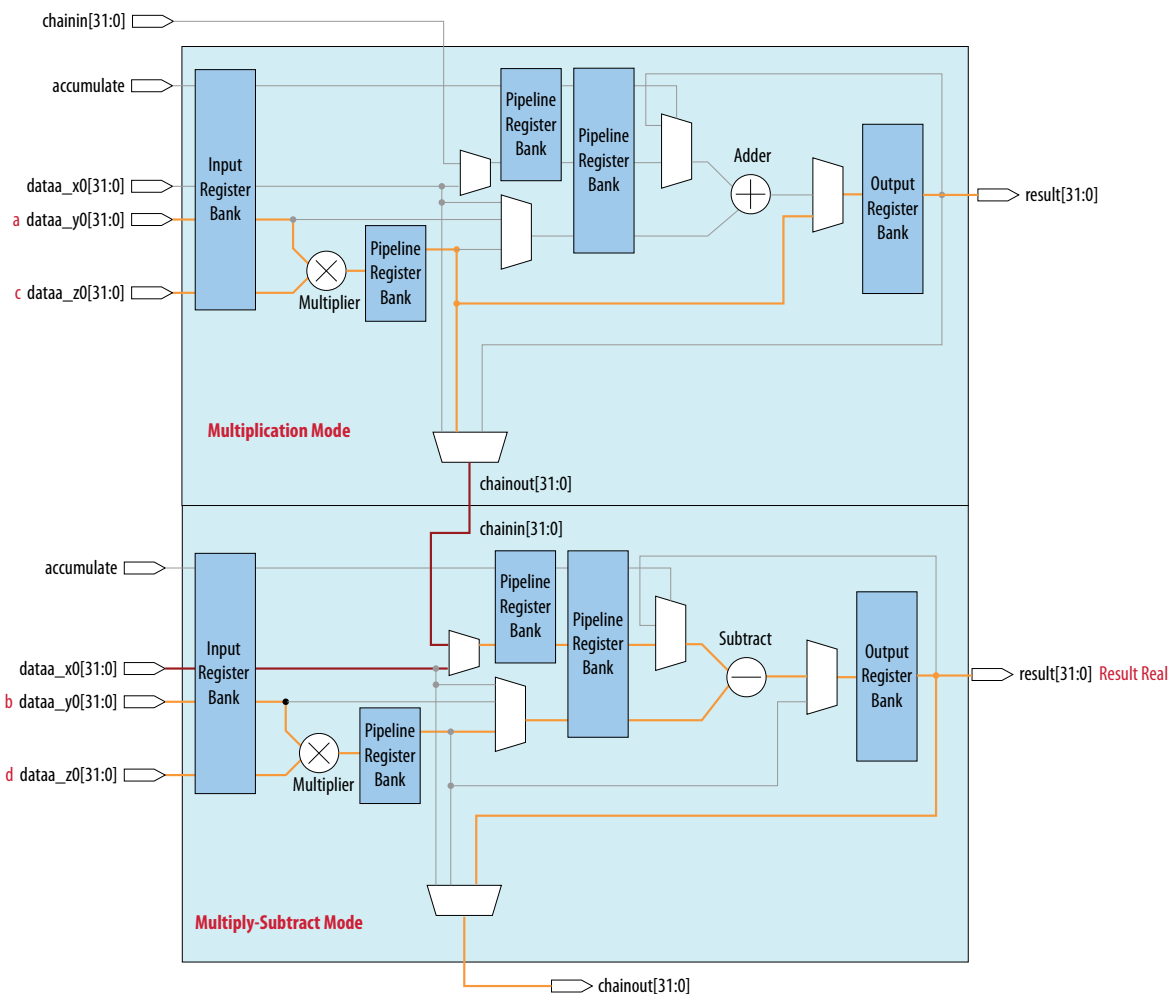 chainin[31:0]
accumulate
Input
Register
Bank
Pipeline
Register
Bank
Pipeline
Register
Bank
Adder
Output
Register
Bank
dataa_x0[31:0]
a dataa_y0[31:0]
c dataa_z0[31:0]
Multiplier
Pipeline
Register
Bank
result[31:0]
Multiplication Mode
chainout[31:0]
chainin[31:0]
accumulate
Input
Register
Bank
Pipeline
Register
Bank
Pipeline
Register
Bank
Subtract
Output
Register
Bank
dataa_x0[31:0]
b dataa_y0[31:0]
d dataa_z0[31:0]
Multiplier
Pipeline
Register
Bank
result[31:0] Result Real
Multiply-Subtract Mode
chainout[31:0]